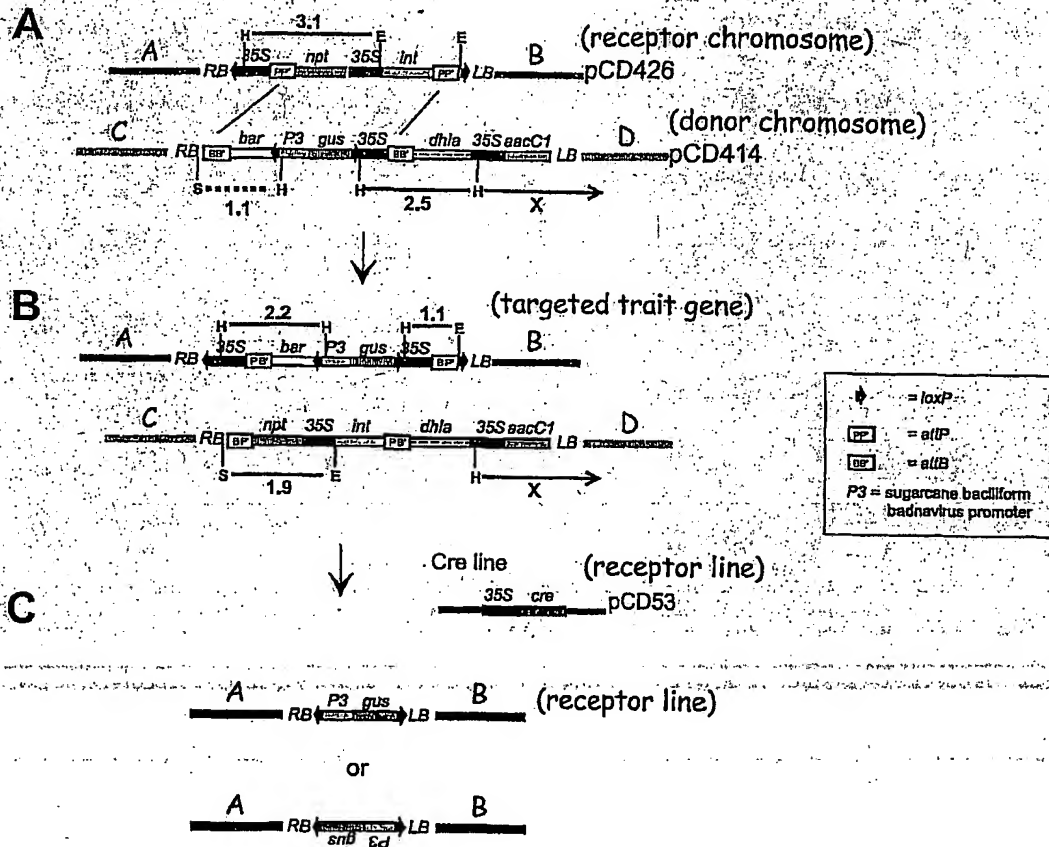 A
H 3.1 E E
A 35S npt 35S int B (receptor chromosome)
RB PP' PP' LB pCD426
C bar P3 gus 35S dhla 35S aacC1 D (donor chromosome)
RB BB' BB' LB pCD414
S H H H
1.1 2.5 X
B
(targeted trait gene)
2.2 1.1
H H H E
A 35S bar P3 gus 35S B
RB PB' BP' LB
C npt 35S int dhla 35S aacC1 D
RB BP' PB' LB
S E H
1.9 X
= loxP
PP' = attP
BB' = attB
P3 = sugarcane bacilliform
badnavirus promoter
Cre line (receptor line)
35S cre
pCD53
C
A P3 gus B (receptor line)
RB LB
or
A B
RB gus P3 LB